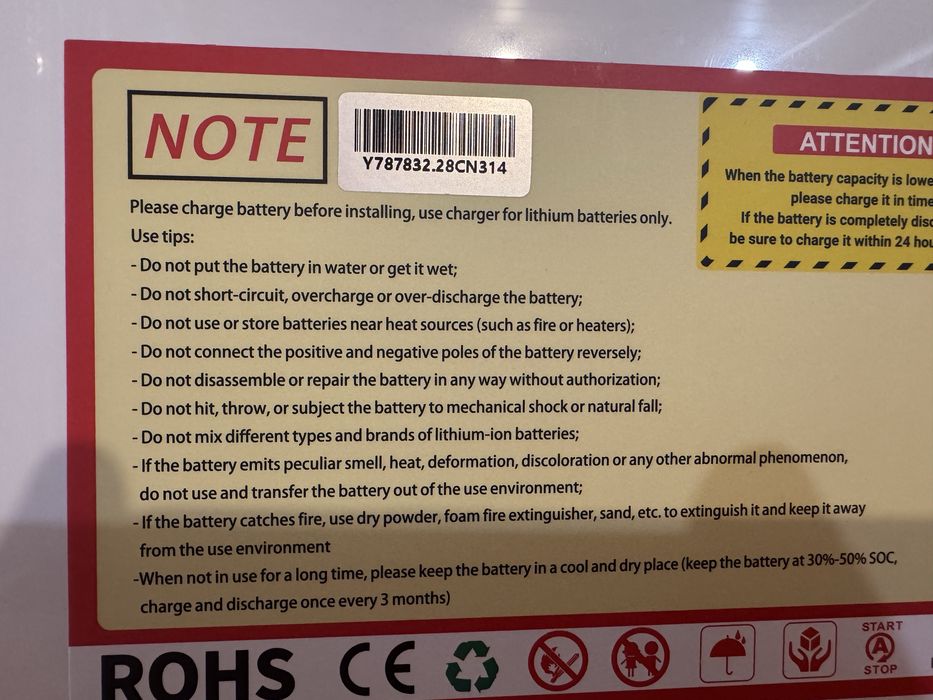 NOTE
Y787832.28CN314
Please charge battery before installing, use charger for lithium batteries only.
Use tips:
- Do not put the battery in water or get it wet;
- Do not short-circuit, overcharge or over-discharge the battery;
- Do not use or store batteries near heat sources (such as fire or heaters);
- Do not connect the positive and negative poles of the battery reversely;
- Do not disassemble or repair the battery in any way without authorization;
- Do not hit, throw, or subject the battery to mechanical shock or natural fall;
- Do not mix different types and brands of lithium-ion batteries;
- If the battery emits peculiar smell, heat, deformation, discoloration or any other abnormal phenomenon,
do not use and transfer the battery out of the use environment;
- If the battery catches fire, use dry powder, foam fire extinguisher, sand, etc. to extinguish it and keep it away
from the use environment
-When not in use for a long time, please keep the battery in a cool and dry place (keep the battery at 30%-50% SOC,
charge and discharge once every 3 months)
ATTENTION
When the battery capacity is
please charge it in time
If the battery is completely
be sure to charge it within 24
ROHS CE
START
A
STOP